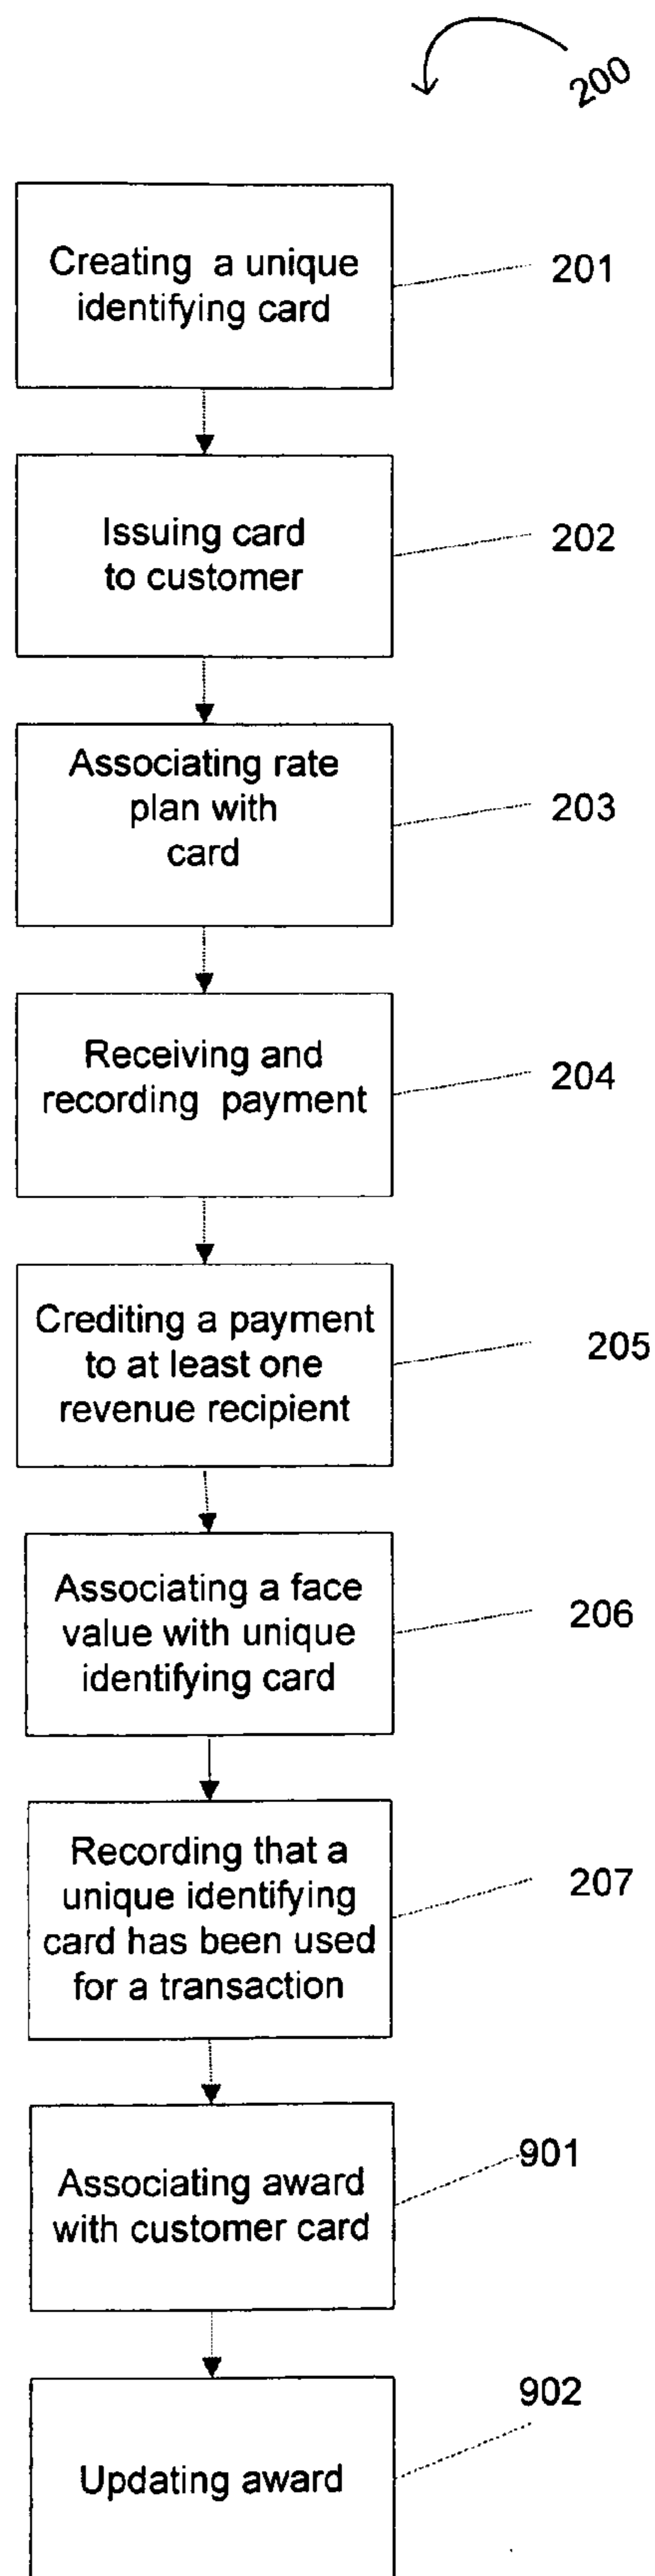 200
Creating a unique
identifying card
201
Issuing card
to customer
202
Associating rate
plan with
card
203
Receiving and
recording payment
204
Crediting a payment
to at least one
revenue recipient
205
Associating a face
value with unique
identifying card
206
Recording that a
unique identifying
card has been used
for a transaction
207
Associating award
with customer card
901
Updating award
902